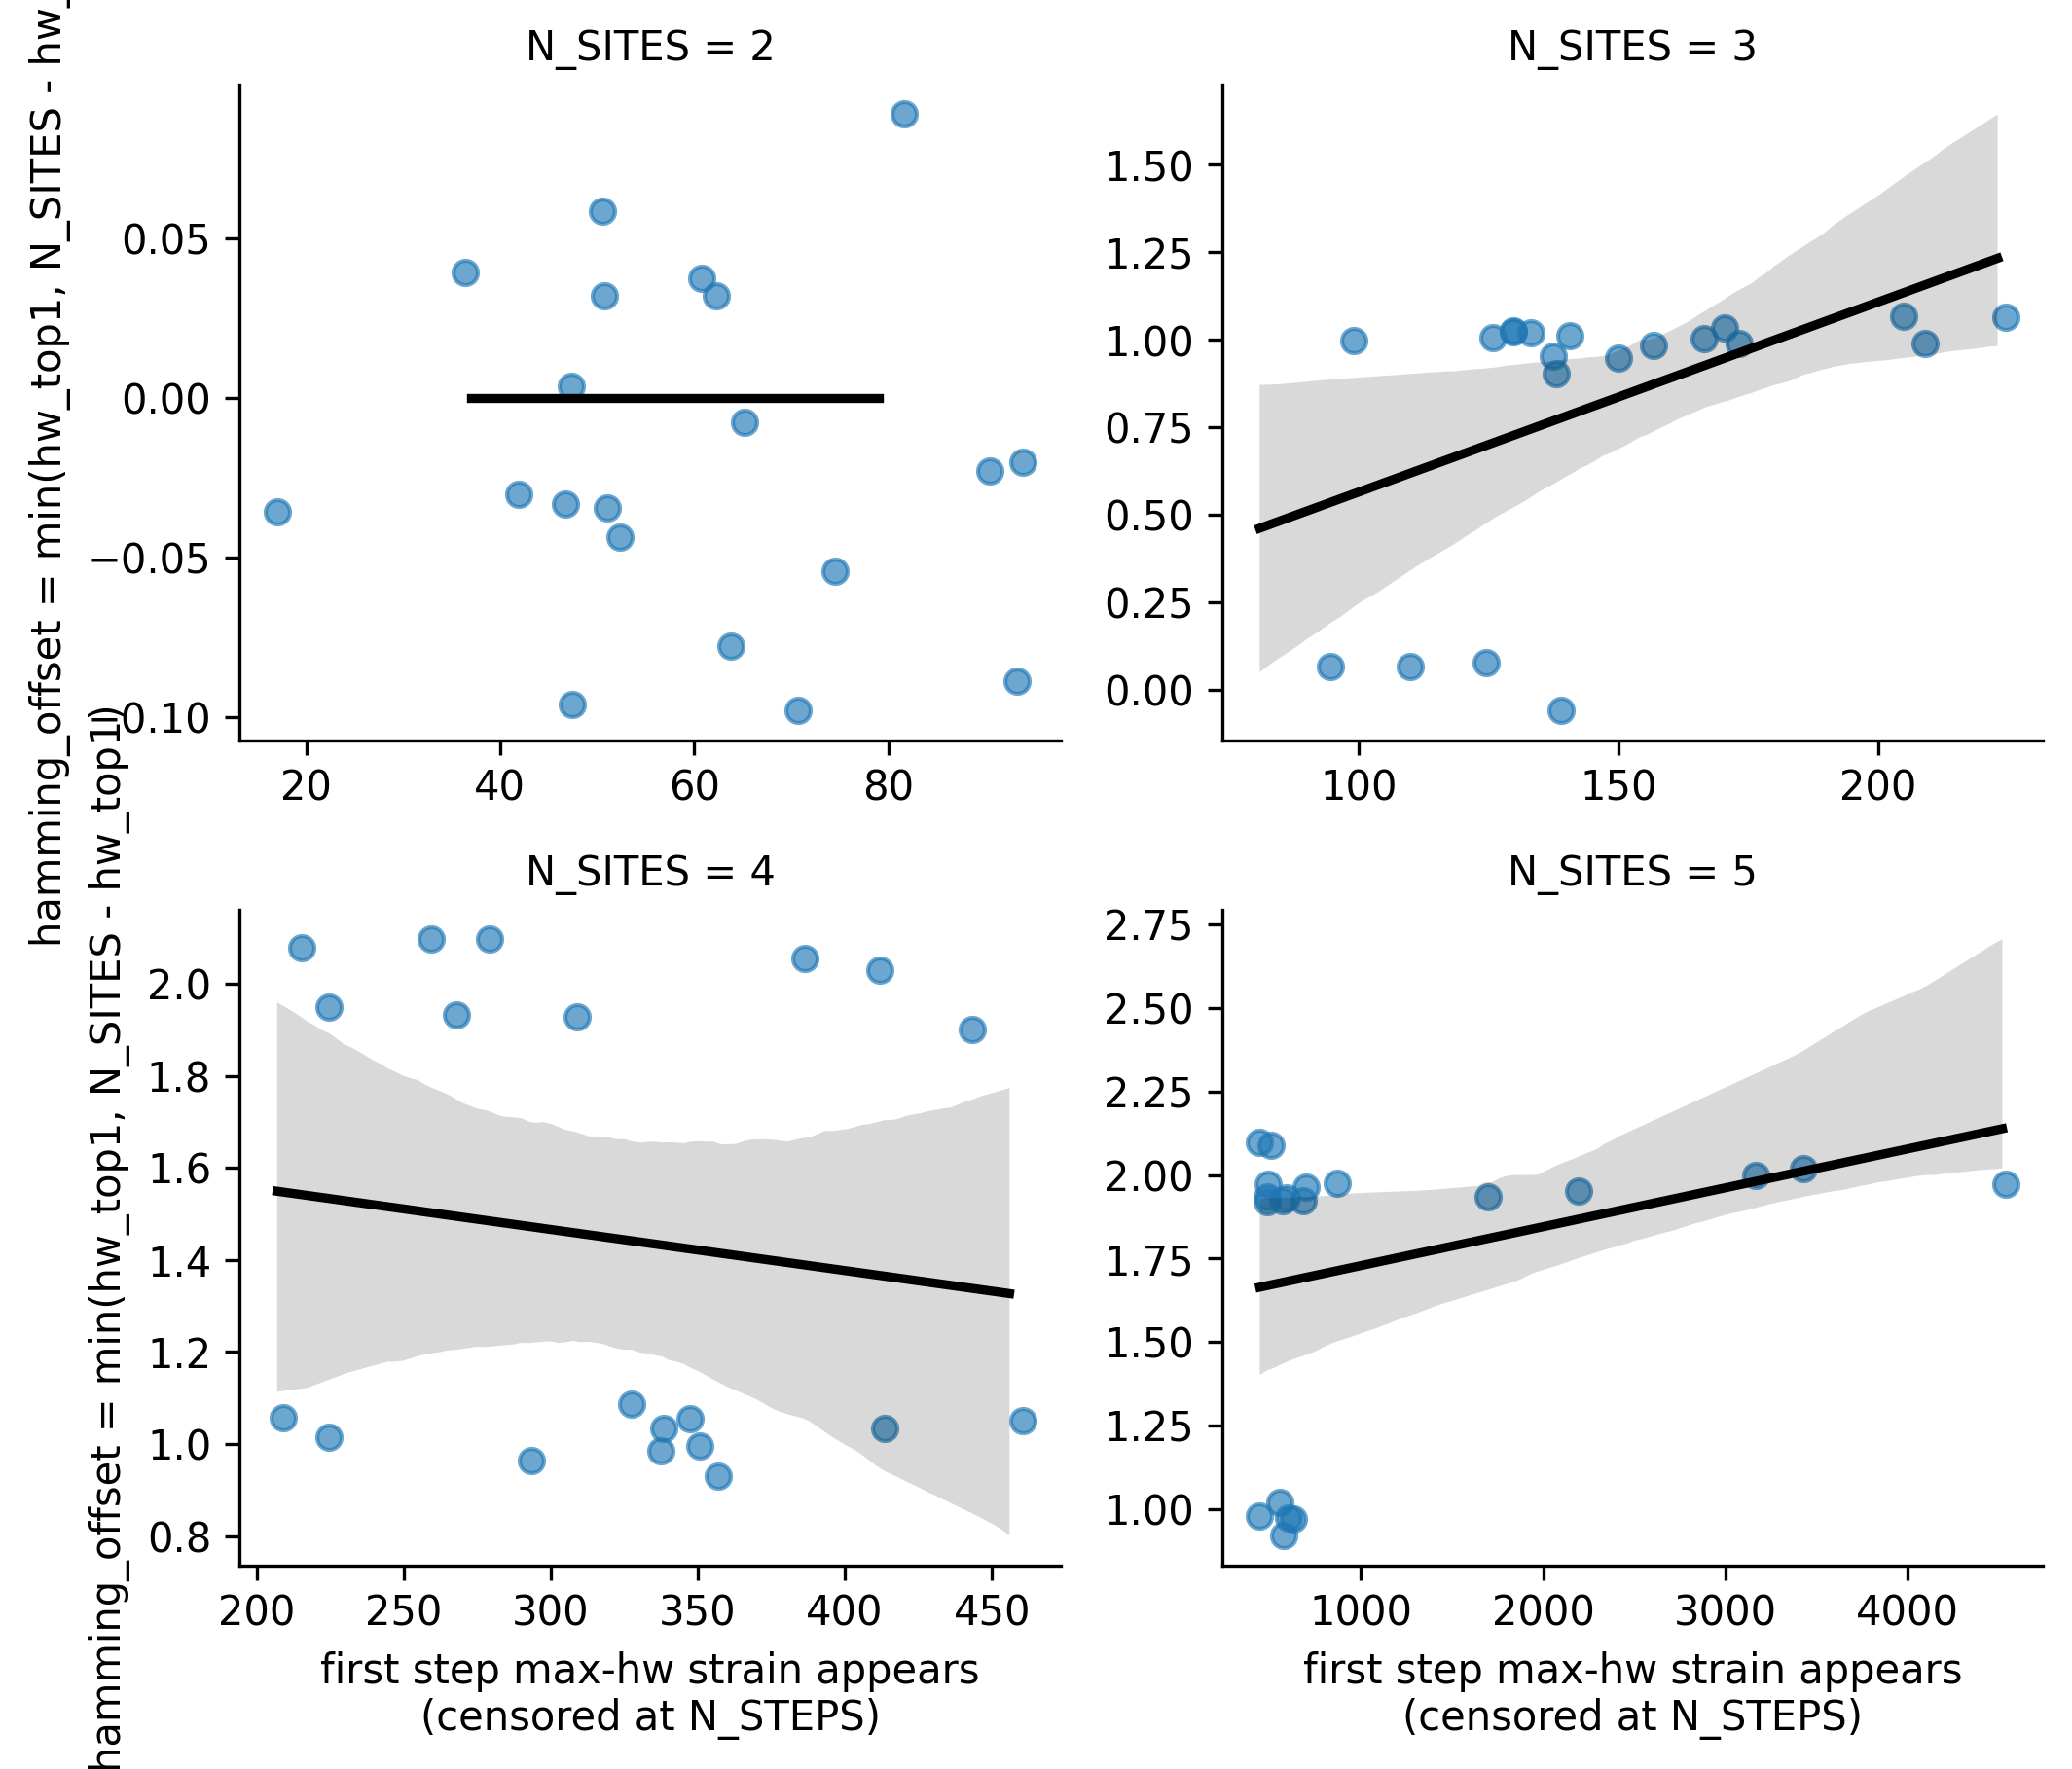 N_SITES = 2
hamming_offset = min(hw_top1, N_SITES - hw_
0.05
0.00
−0.05
0.10
20 40 60 80
N_SITES = 3
1.50
1.25
1.00
0.75
0.50
0.25
0.00
100 150 200
N_SITES = 4
hamming_offset = min(hw_top1, N_SITES - hw_top1)
2.0
1.8
1.6
1.4
1.2
1.0
0.8
200 250 300 350 400 450
first step max-hw strain appears
(censored at N_STEPS)
N_SITES = 5
2.75
2.50
2.25
2.00
1.75
1.50
1.25
1.00
1000 2000 3000 4000
first step max-hw strain appears
(censored at N_STEPS)